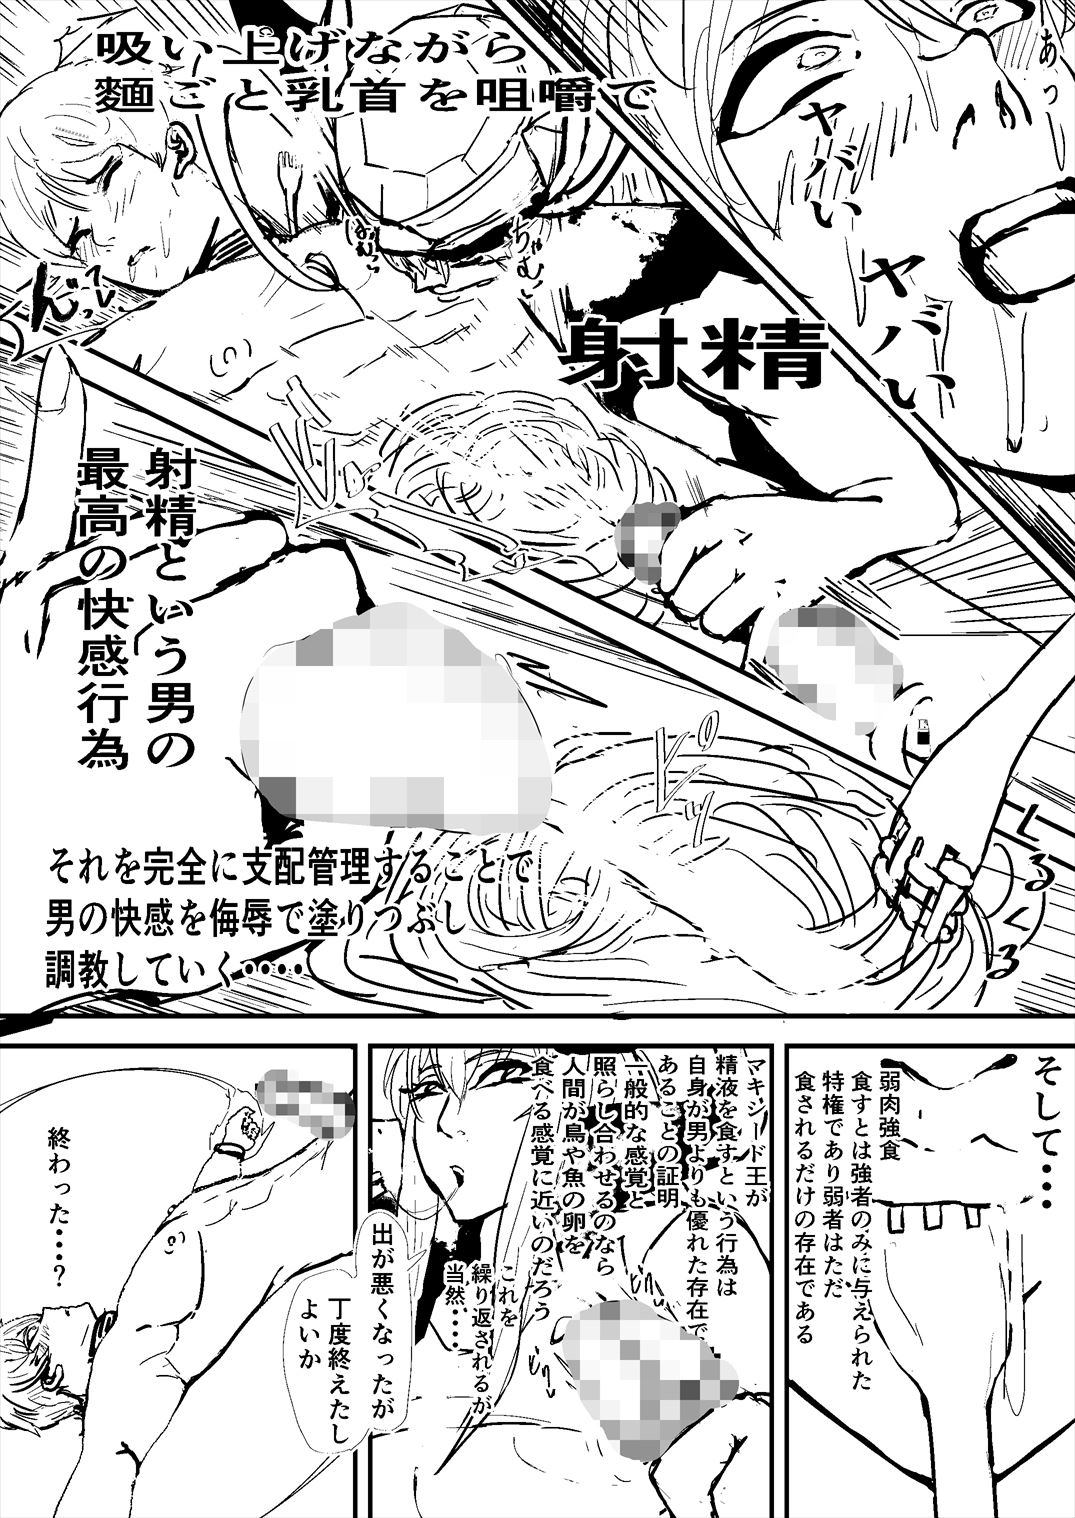 あっ
ヤバい
ヤバい
吸い上げながら
麺ごと乳首を咀嚼で
ちゃむい
んごっ
射精
射精という男の
最高の快感行為
ビ
ビ
それを完全に支配管理することで
男の快感を侮辱で塗りつぶし
調教していく‥‥
くるくる
そして‥‥
弱肉強食
食すとは強者のみに与えられた
特権であり弱者はただ
食されるだけの存在である
マキシード王が
精液を食すという行為は
自身が男よりも優れた存在で
あることの証明
一般的な感覚と
照らし合わせるのなら
人間が鳥や魚の卵を
食べる感覚に近いのだろう
これを
繰り返されるが
当然‥‥
出が悪くなったが
丁度終えたし
よいか
終わった‥‥?